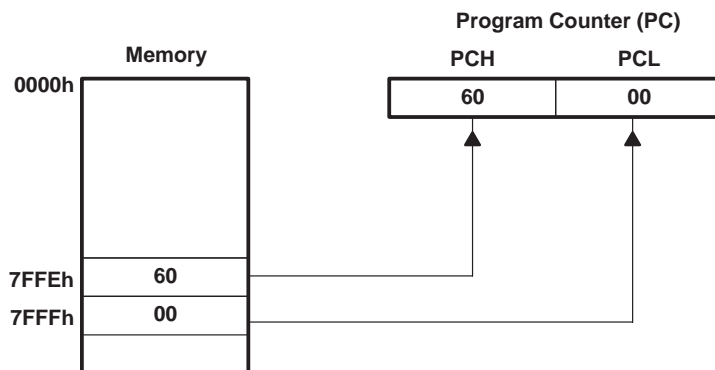 Program Counter (PC)
Memory
PCH
PCL
0000h
60
00
7FFEh
60
7FFFh
00